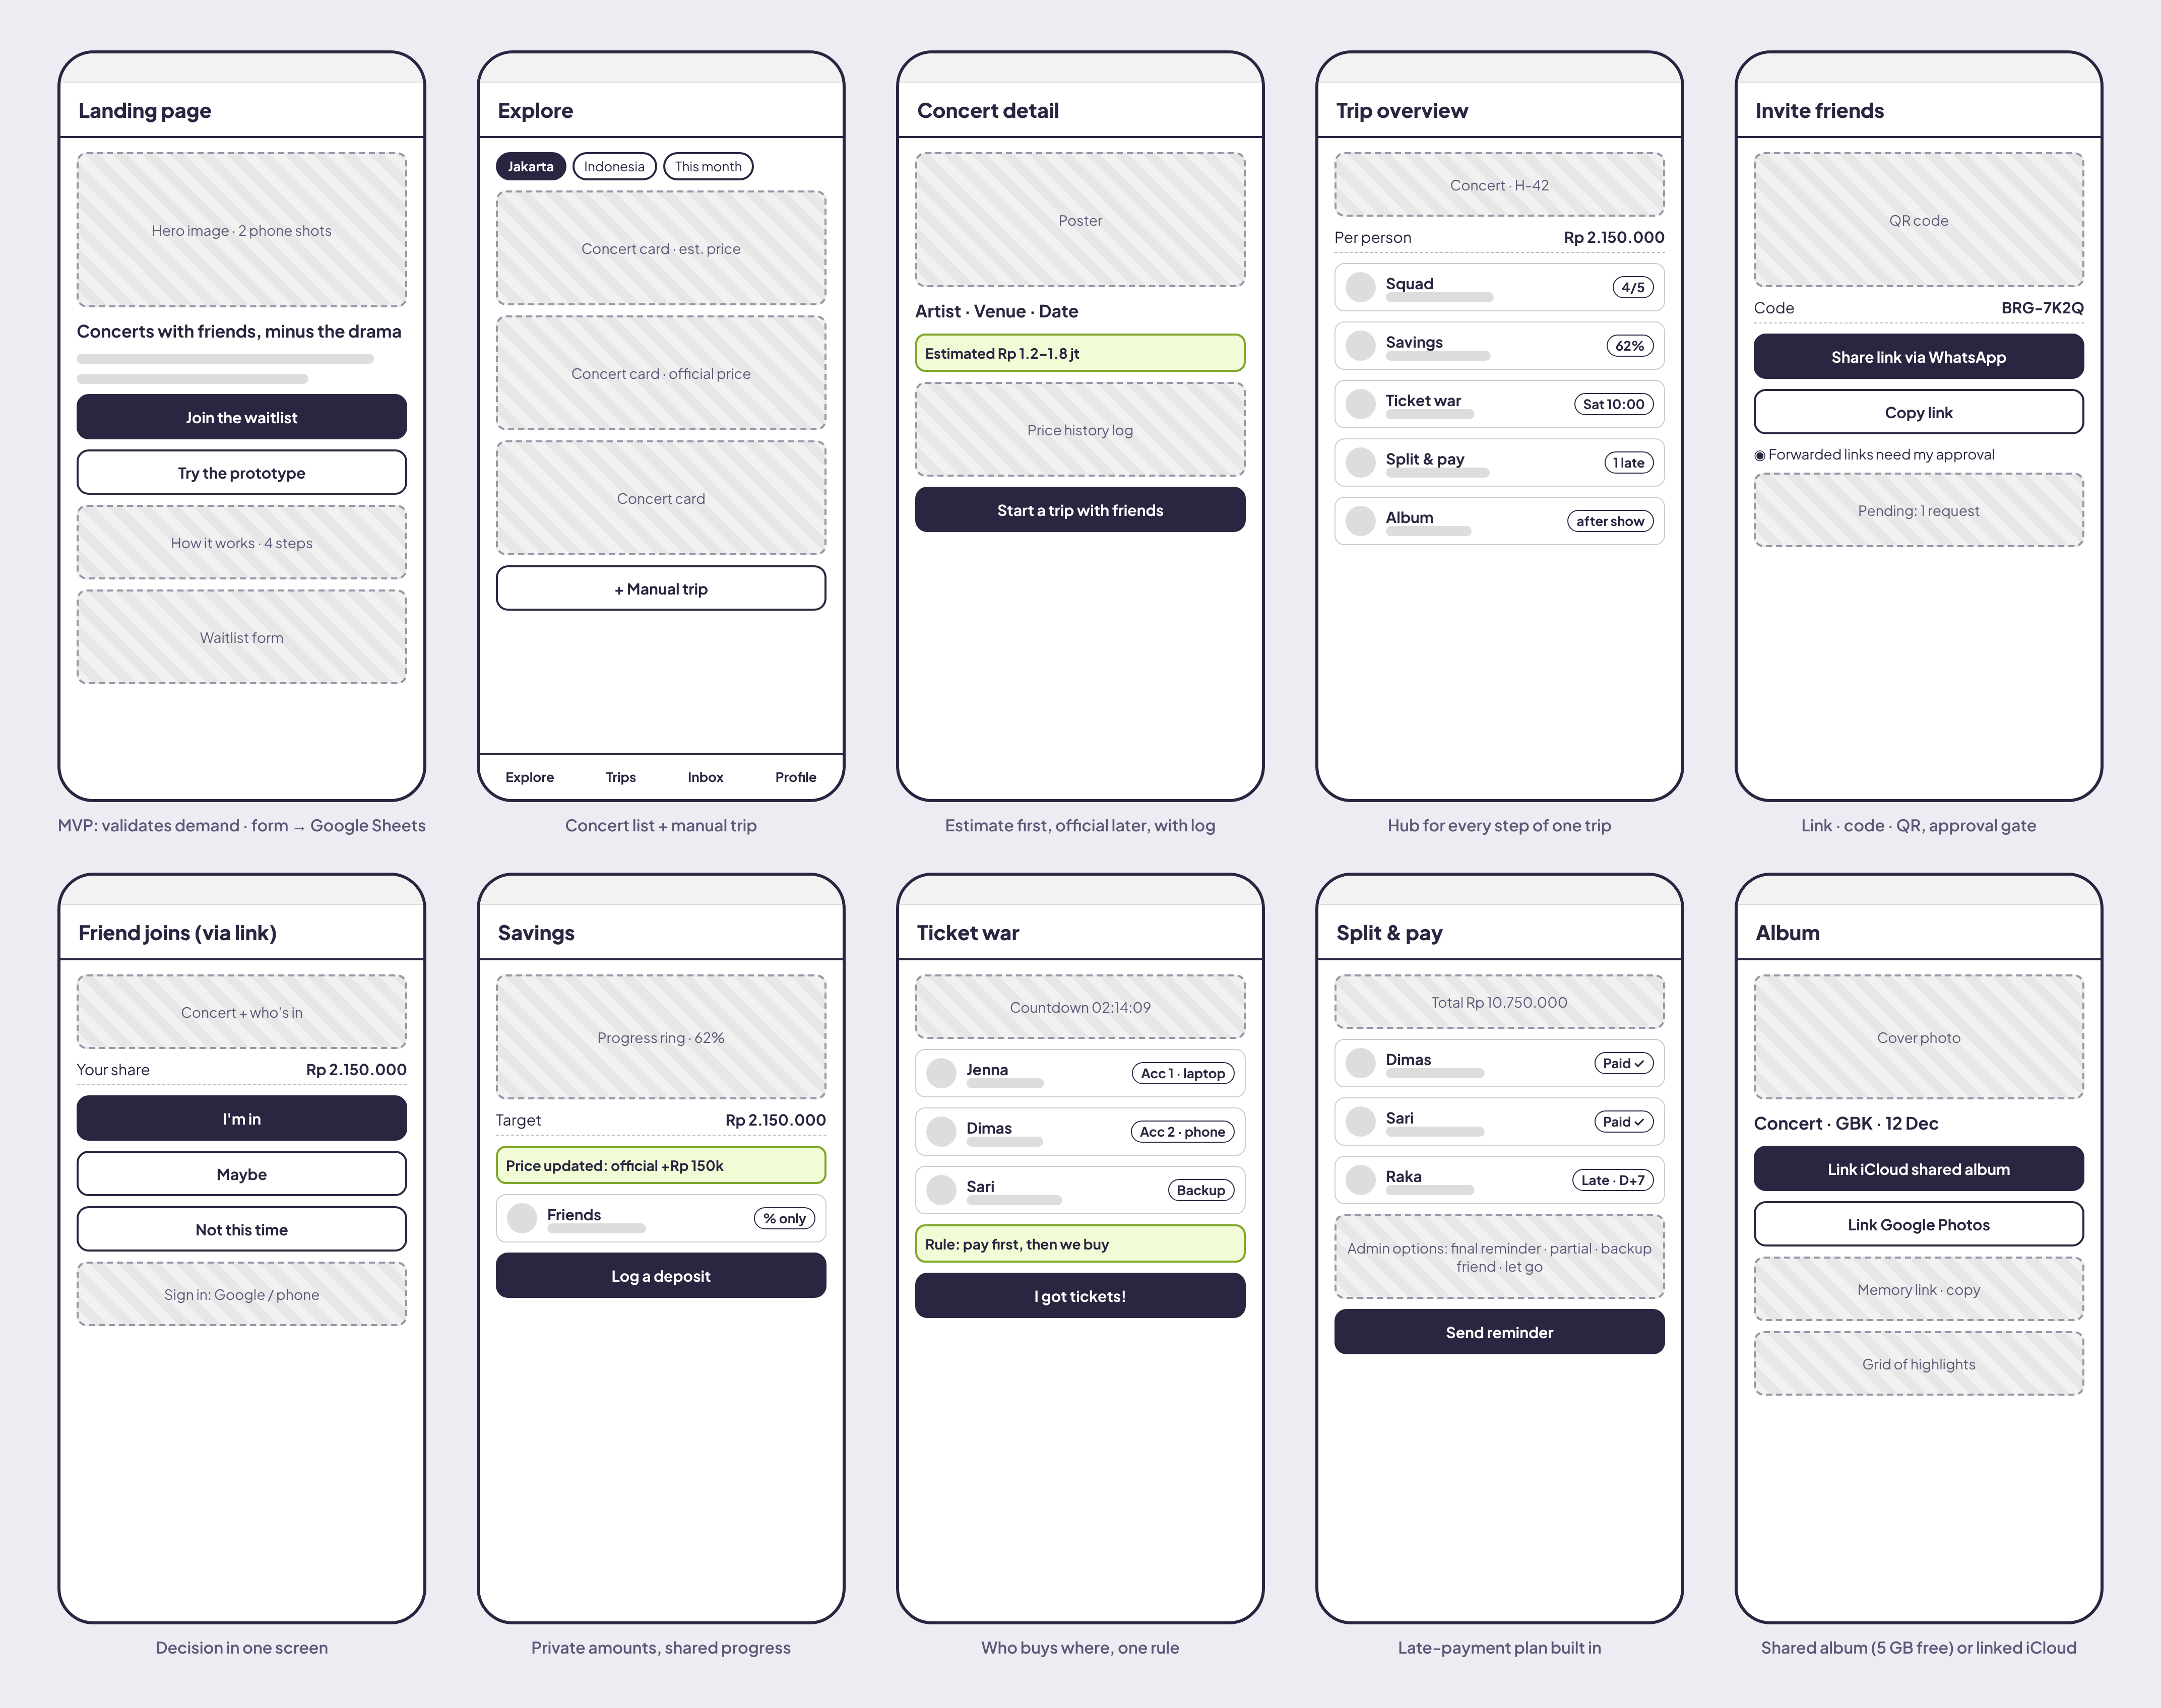 Landing page
Hero image · 2 phone shots
Concerts with friends, minus the drama
Join the waitlist
Try the prototype
How it works · 4 steps
Waitlist form
MVP: validates demand · form → Google Sheets
Explore
Jakarta
Indonesia
This month
Concert card · est. price
Concert card · official price
Concert card
+ Manual trip
Explore
Trips
Inbox
Profile
Concert list + manual trip
Concert detail
Poster
Artist · Venue · Date
Estimated Rp 1.2–1.8 jt
Price history log
Start a trip with friends
Estimate first, official later, with log
Trip overview
Concert · H-42
Per person Rp 2.150.000
Squad 4/5
Savings 62%
Ticket war Sat 10:00
Split & pay 1 late
Album after show
Hub for every step of one trip
Invite friends
QR code
Code BRG-7K2Q
Share link via WhatsApp
Copy link
◉ Forwarded links need my approval
Pending: 1 request
Link · code · QR, approval gate
Friend joins (via link)
Concert + who's in
Your share Rp 2.150.000
I'm in
Maybe
Not this time
Sign in: Google / phone
Decision in one screen
Savings
Progress ring · 62%
Target Rp 2.150.000
Price updated: official +Rp 150k
Friends % only
Log a deposit
Private amounts, shared progress
Ticket war
Countdown 02:14:09
Jenna Acc 1 · laptop
Dimas Acc 2 · phone
Sari Backup
Rule: pay first, then we buy
I got tickets!
Who buys where, one rule
Split & pay
Total Rp 10.750.000
Dimas Paid ✓
Sari Paid ✓
Raka Late · D+7
Admin options: final reminder · partial · backup
friend · let go
Send reminder
Late-payment plan built in
Album
Cover photo
Concert · GBK · 12 Dec
Link iCloud shared album
Link Google Photos
Memory link · copy
Grid of highlights
Shared album (5 GB free) or linked iCloud